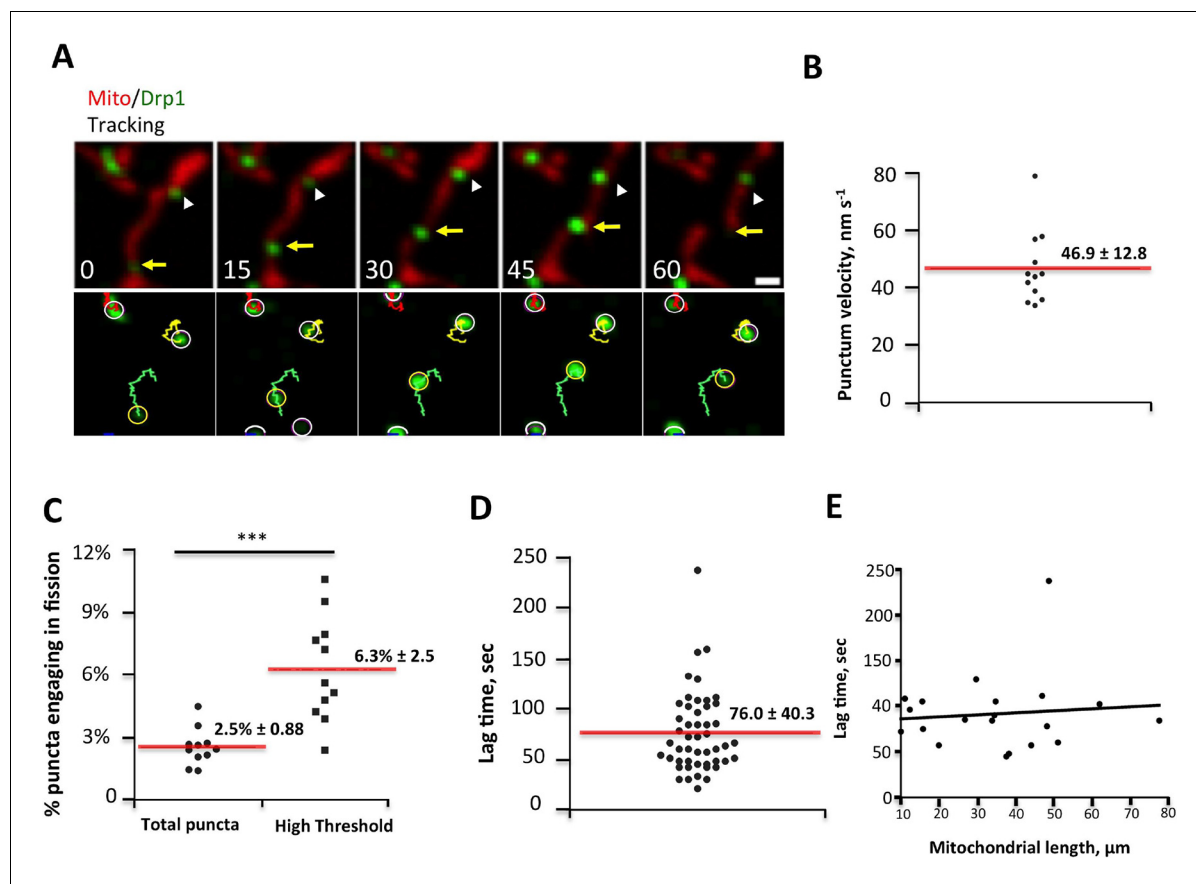 A
Mito/Drp1
Tracking
0
15
30
45
60
B
Punctum velocity, nm s⁻¹
80
60
40
20
0
46.9 ± 12.8
C
% puncta engaging in fission
12%
9%
6%
3%
0
***
2.5% ± 0.88
6.3% ± 2.5
Total puncta
High Threshold
D
Lag time, sec
250
200
150
100
50
0
76.0 ± 40.3
E
Lag time, sec
250
200
150
40
50
0
10
20
30
40
50
60
70
80
Mitochondrial length, µm